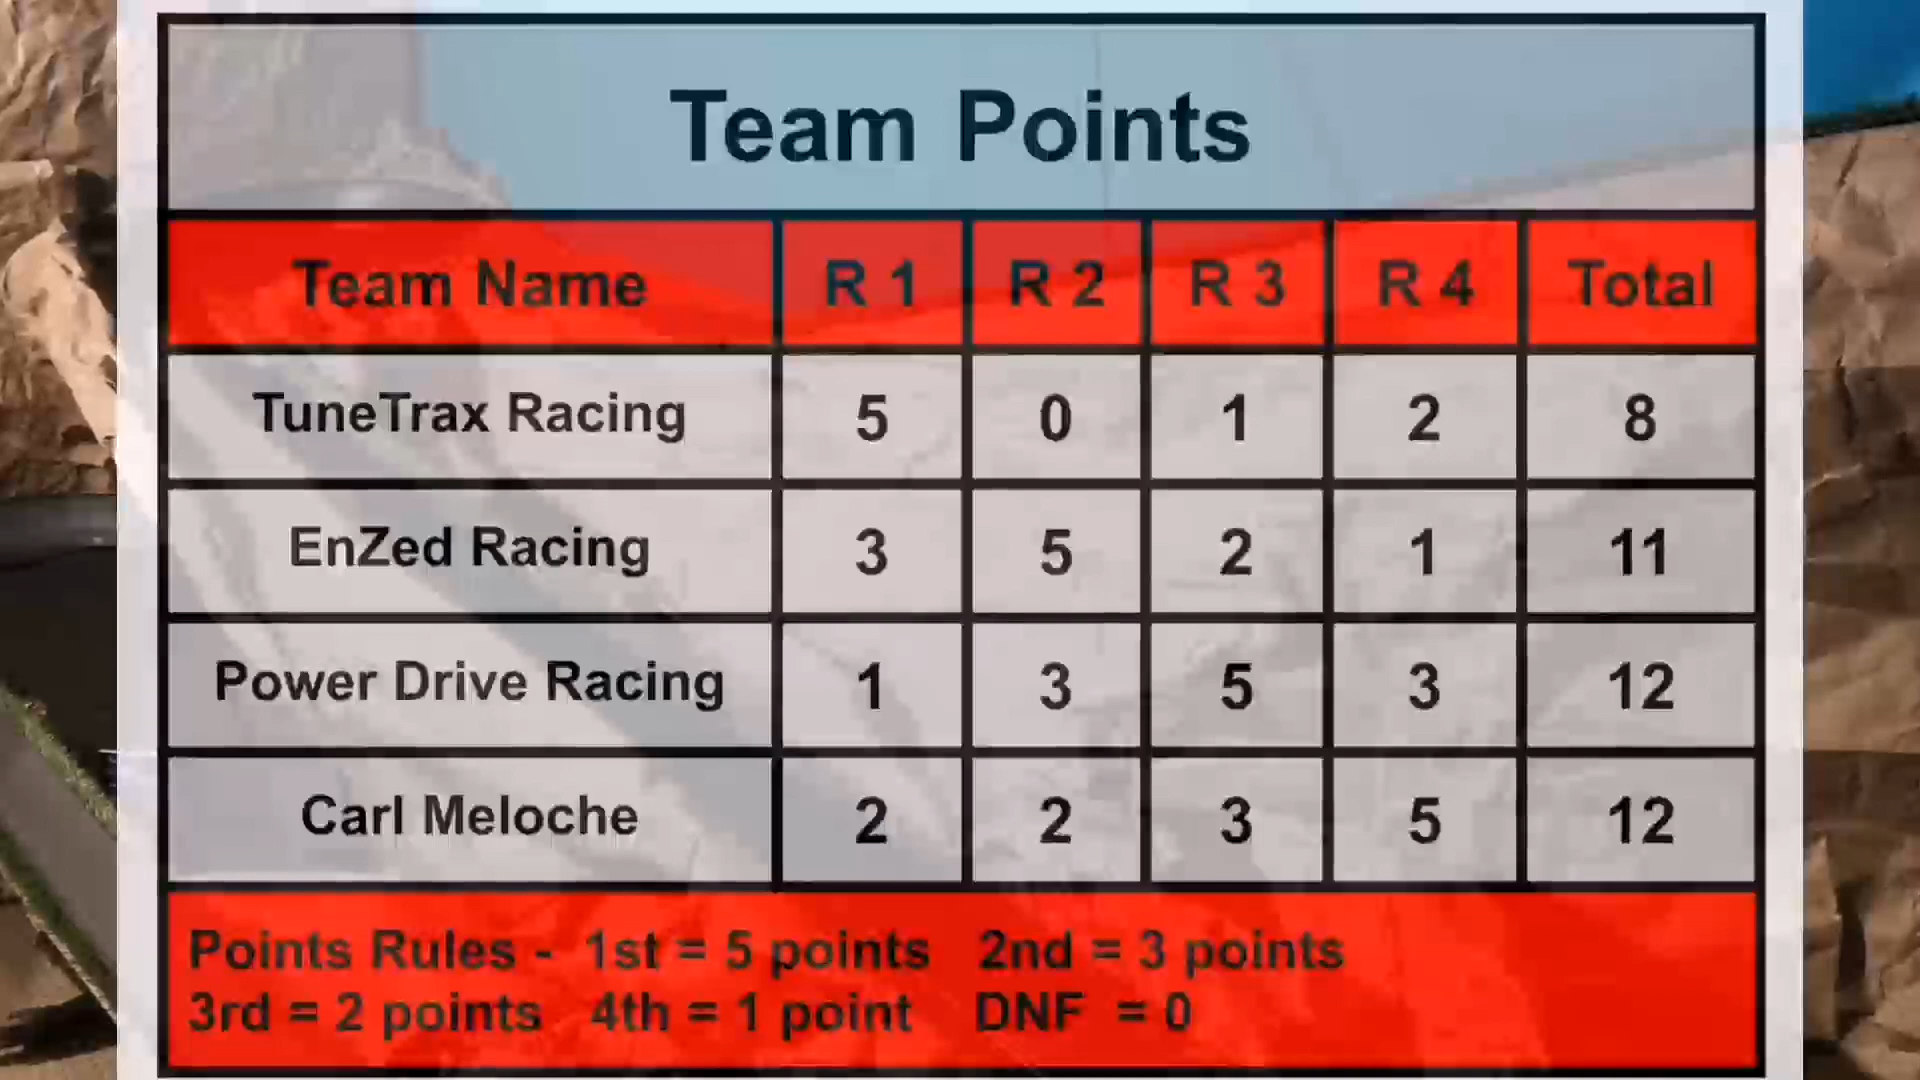 Team Points
Team Name R 1 R 2 R 3 R 4 Total
TuneTrax Racing 5 0 1 2 8
EnZed Racing 3 5 2 1 11
Power Drive Racing 1 3 5 3 12
Carl Meloche 2 2 3 5 12
Points Rules - 1st = 5 points 2nd = 3 points
3rd = 2 points 4th = 1 point DNF = 0